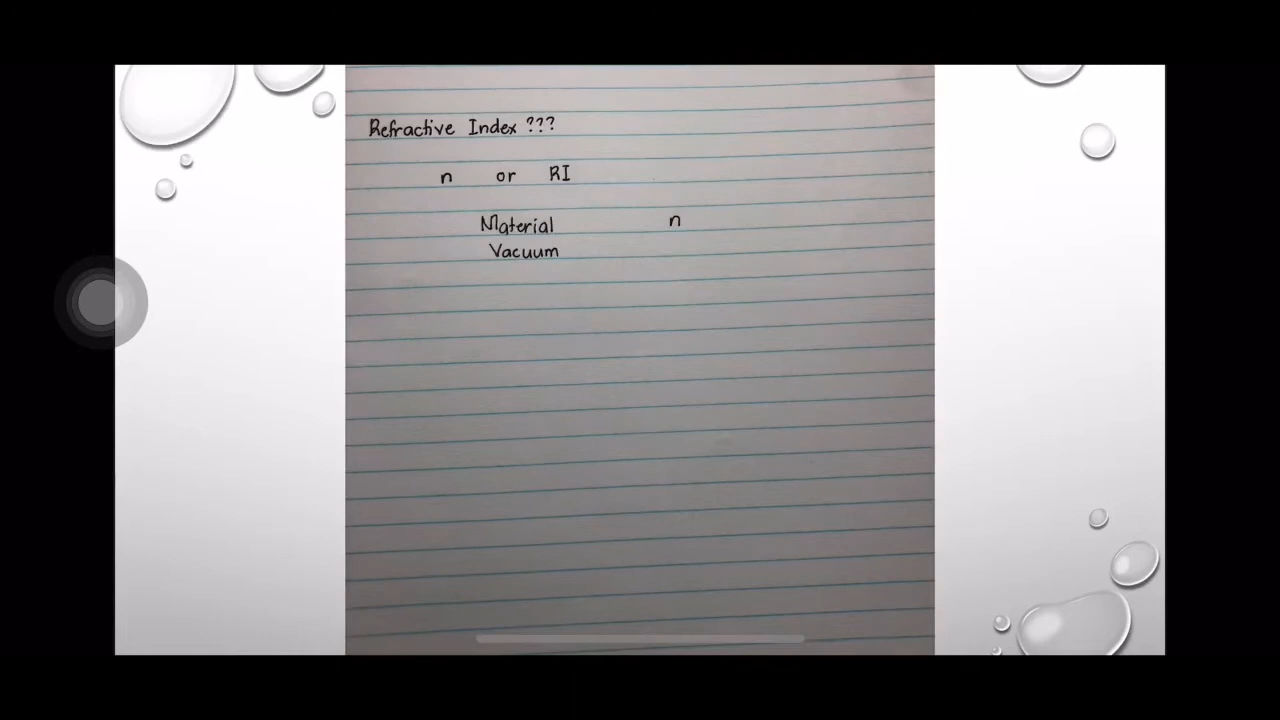 Refractive Index ???
n or RI
Material n
Vacuum